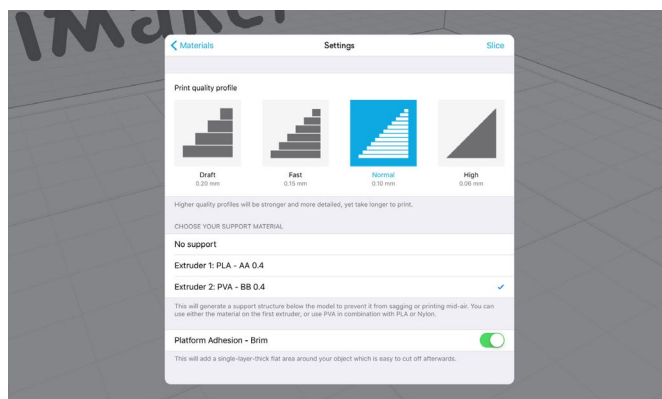 iMaker
Materials
Settings
Slice
Print quality profile
Draft
0.20 mm
Fast
0.15 mm
Normal
0.10 mm
High
0.06 mm
Higher quality profiles will be stronger and more detailed, yet take longer to print.
CHOOSE YOUR SUPPORT MATERIAL
No support
Extruder 1: PLA - AA 0.4
Extruder 2: PVA - BB 0.4
This will generate a support structure below the model to prevent it from sagging or printing mid-air. You can
use either the material on the first extruder, or use PVA in combination with PLA or Nylon.
Platform Adhesion - Brim
This will add a single-layer-thick flat area around your object which is easy to cut off afterwards.